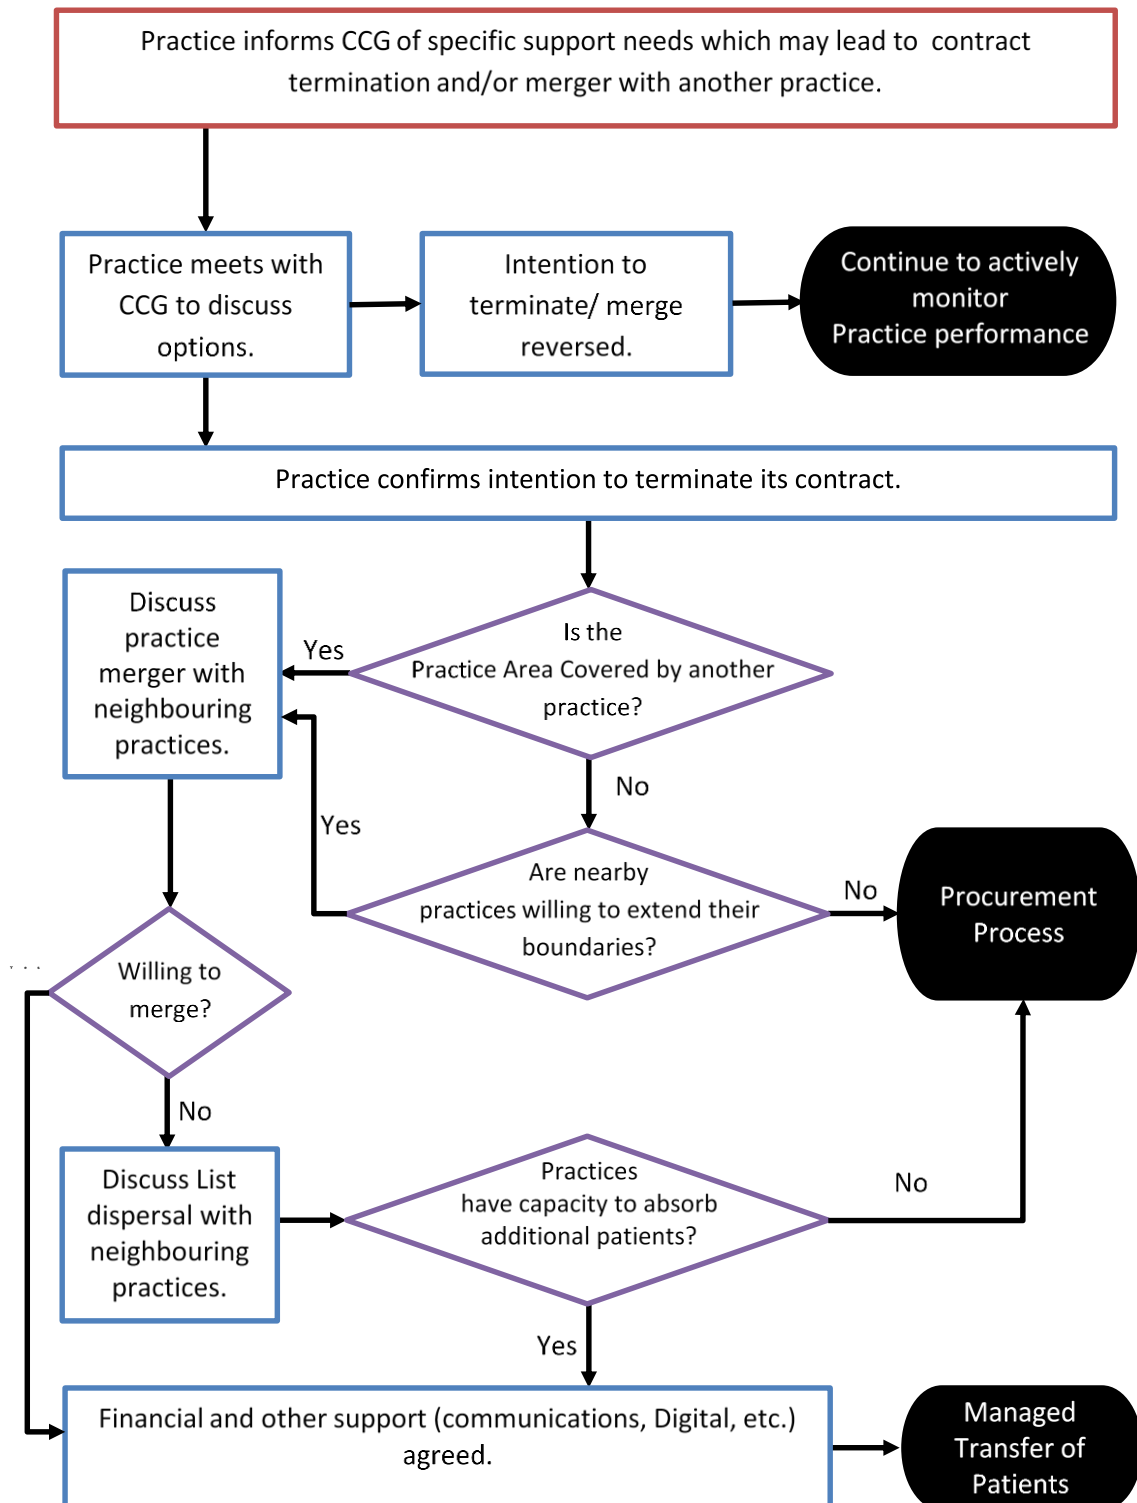 Practice informs CCG of specific support needs which may lead to contract
termination and/or merger with another practice.
Practice meets with
CCG to discuss
options.
Intention to
terminate/ merge
reversed.
Continue to actively
monitor
Practice performance
Practice confirms intention to terminate its contract.
Discuss
practice
merger with
neighbouring
practices.
Yes
Is the
Practice Area Covered by another
practice?
No
Yes
Are nearby
practices willing to extend their
boundaries?
No
Procurement
Process
Willing to
merge?
No
Discuss List
dispersal with
neighbouring
practices.
Practices
have capacity to absorb
additional patients?
No
Yes
Financial and other support (communications, Digital, etc.)
agreed.
Managed
Transfer of
Patients